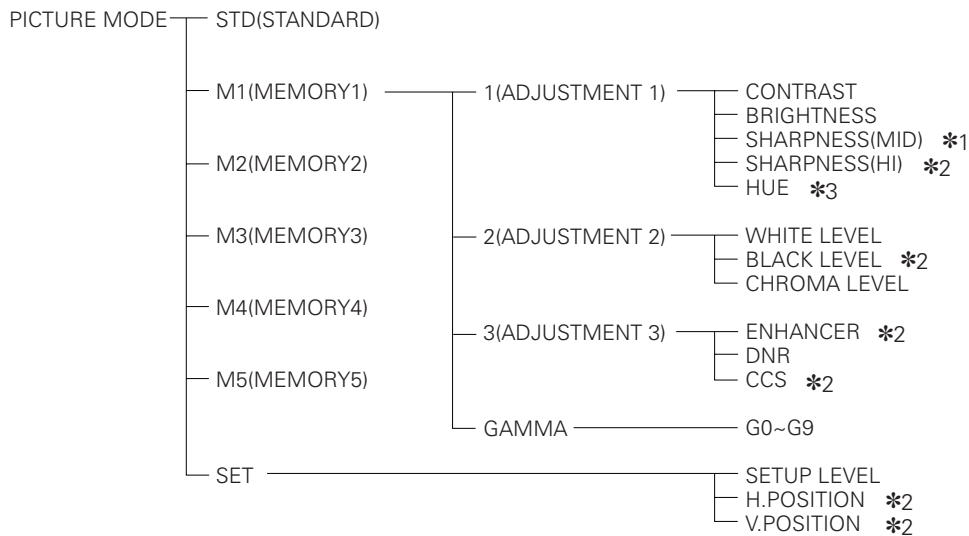 PICTURE MODE STD(STANDARD)
M1(MEMORY1) 1(ADJUSTMENT 1) CONTRAST
BRIGHTNESS
SHARPNESS(MID) ✽1
M2(MEMORY2) SHARPNESS(HI) ✽2
HUE ✽3
M3(MEMORY3) 2(ADJUSTMENT 2) WHITE LEVEL
BLACK LEVEL ✽2
CHROMA LEVEL
M4(MEMORY4)
3(ADJUSTMENT 3) ENHANCER ✽2
DNR
M5(MEMORY5) CCS ✽2
GAMMA G0~G9
SET SETUP LEVEL
H.POSITION ✽2
V.POSITION ✽2